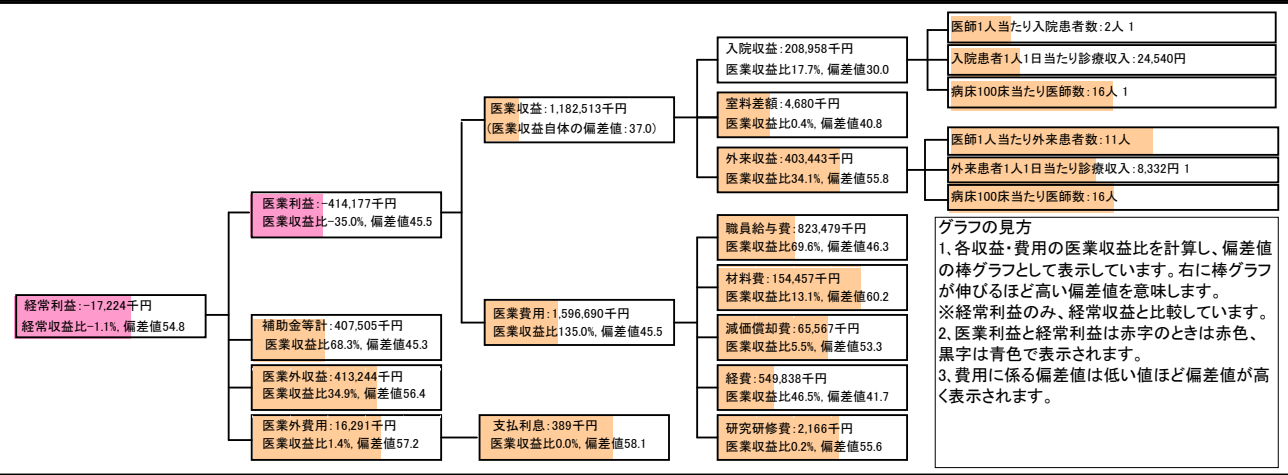 経常利益：-17,224千円
経常収比-1.1%, 偏差値54.8
医業利益：-414,177千円
医業収益比-35.0%, 偏差値45.5
補助金等計：407,505千円
医業収益比68.3%, 偏差値45.3
医業外収益：413,244千円
医業収益比34.9%, 偏差値56.4
医業外費用：16,291千円
医業収益比1.4%, 偏差値57.2
支払利息：389千円
医業収益比0.0%, 偏差値58.1
医業収益：1,182,513千円
(医業収益自体の偏差値：37.0)
医業費用：1,596,690千円
医業収益比135.0%, 偏差値45.5
入院収益：208,958千円
医業収益比17.7%, 偏差値30.0
室料差額：4,680千円
医業収益比0.4%, 偏差値40.8
外来収益：403,443千円
医業収益比34.1%, 偏差値55.8
職員給与費：823,479千円
医業収益比69.6%, 偏差値46.3
材料費：154,457千円
医業収益比13.1%, 偏差値60.2
減価償却費：65,567千円
医業収益比5.5%, 偏差値53.3
経費：549,838千円
医業収益比46.5%, 偏差値41.7
研究研修費：2,166千円
医業収益比0.2%, 偏差値55.6
医師1人当たり入院患者数：2人 1
入院患者1人1日当たり診療収入：24,540円
病床100床当たり医師数：16人 1
医師1人当たり外来患者数：11人
外来患者1人1日当たり診療収入：8,332円 1
病床100床当たり医師数：16人
グラフの見方
1、各収益・費用の医業収益比を計算し、偏差値
の棒グラフとして表示しています。右に棒グラフ
が伸びるほど高い偏差値を意味します。
※経常利益のみ、経常収益と比較しています。
2、医業利益と経常利益は赤字のときは赤色、
黒字は青色で表示されます。
3、費用に係る偏差値は低い値ほど偏差値が高
く表示されます。